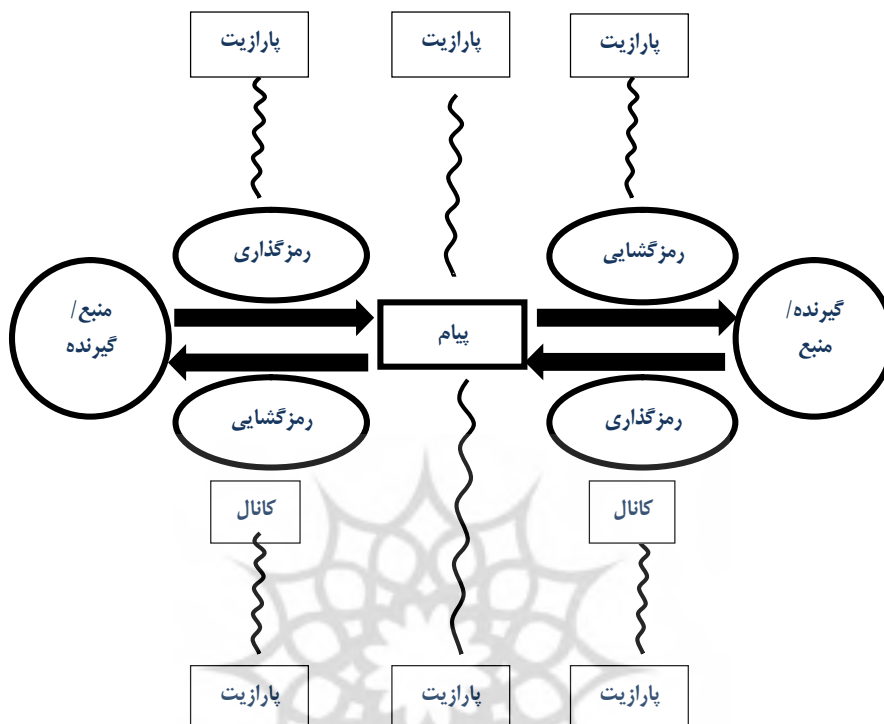 پارازیت
پارازیت
پارازیت
رمزگشایی
رمزگذاری
گیرنده/
منبع
پیام
منبع/
گیرنده
رمزگذاری
رمزگشایی
کانال
کانال
پارازیت
پارازیت
پارازیت